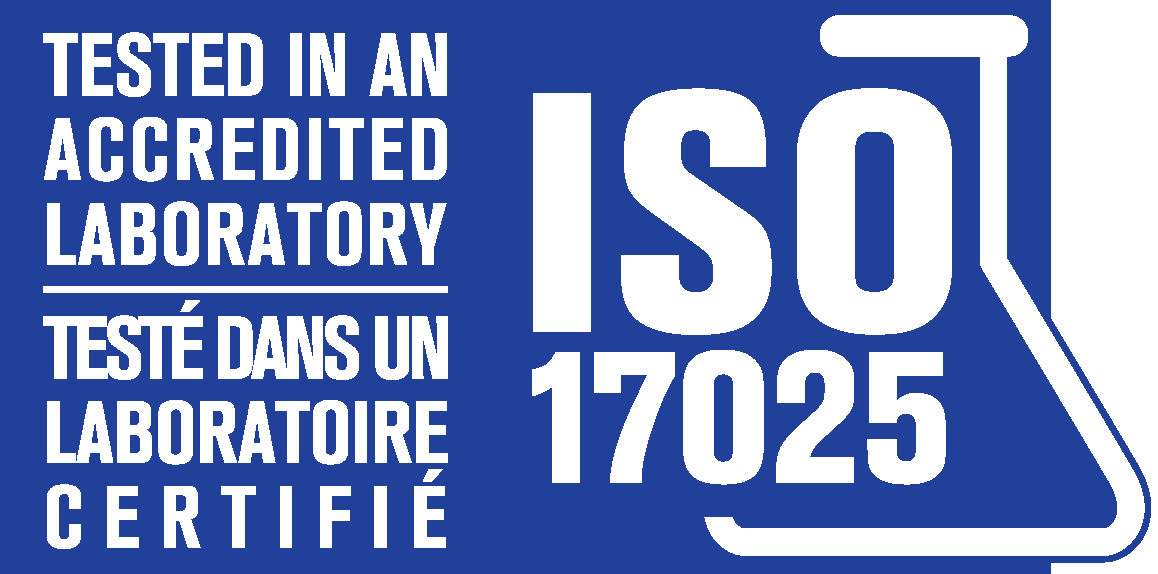 TESTED IN AN
ACCREDITED
LABORATORY
TESTÉ DANS UN
LABORATOIRE
CERTIFIÉ
ISO
17025